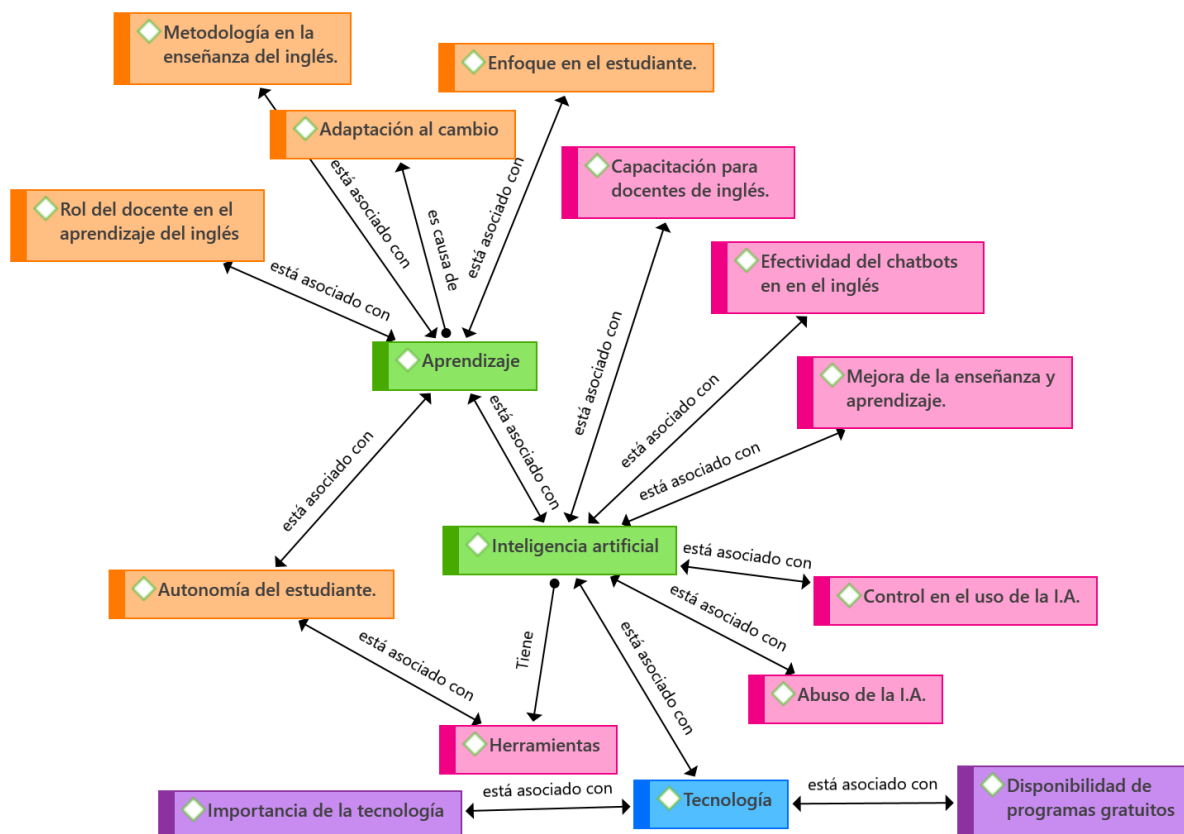 Metodología en la
enseñanza del inglés.
Enfoque en el estudiante.
Adaptación al cambio
Capacitación para
docentes de inglés.
Rol del docente en el
aprendizaje del inglés
está asociado con
está asociado con
es causa de
está asociado con
Efectividad del chatbots
en en el inglés
está asociado con
Aprendizaje
Mejora de la enseñanza y
aprendizaje.
está asociado con
está asociado con
está asociado con
está asociado con
Inteligencia artificial
está asociado con
Autonomía del estudiante.
Control en el uso de la I.A.
está asociado con
está asociado con
Tiene
está asociado con
Abuso de la I.A.
Herramientas
Importancia de la tecnología
está asociado con
Tecnología
está asociado con
Disponibilidad de
programas gratuitos